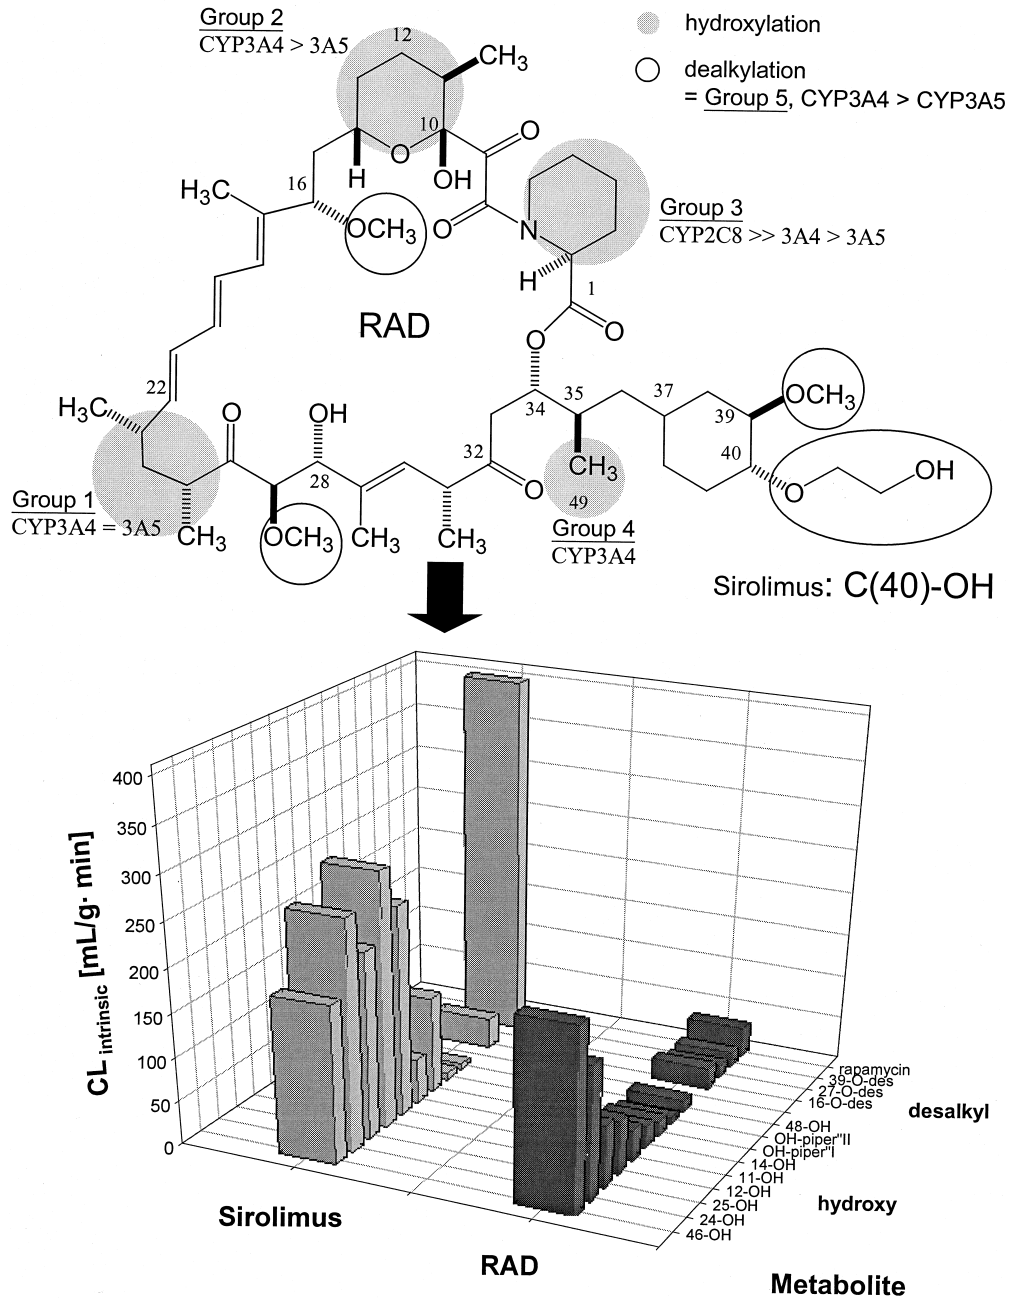 Group 2
CYP3A4 > 3A5
12
CH3
hydroxylation
dealkylation
= Group 5, CYP3A4 > CYP3A5
10
O
O
H
OH
16
H3C
OCH3
O
N
Group 3
CYP2C8 >> 3A4 > 3A5
H
1
RAD
O
O
22
H3C
O
OH
34
35
37
39
OCH3
40
O
OH
32
CH3
49
O
28
Group 1
CYP3A4 = 3A5
CH3
OCH3
CH3
CH3
Group 4
CYP3A4
Sirolimus: C(40)-OH
400
350
300
250
200
150
100
50
0
CL intrinsic [mL/g· min]
rapamycin
39-O-des
27-O-des
16-O-des
desalkyl
48-OH
OH-piper"II
OH-piper"I
14-OH
11-OH
12-OH
25-OH
24-OH
46-OH
hydroxy
Sirolimus
RAD
Metabolite